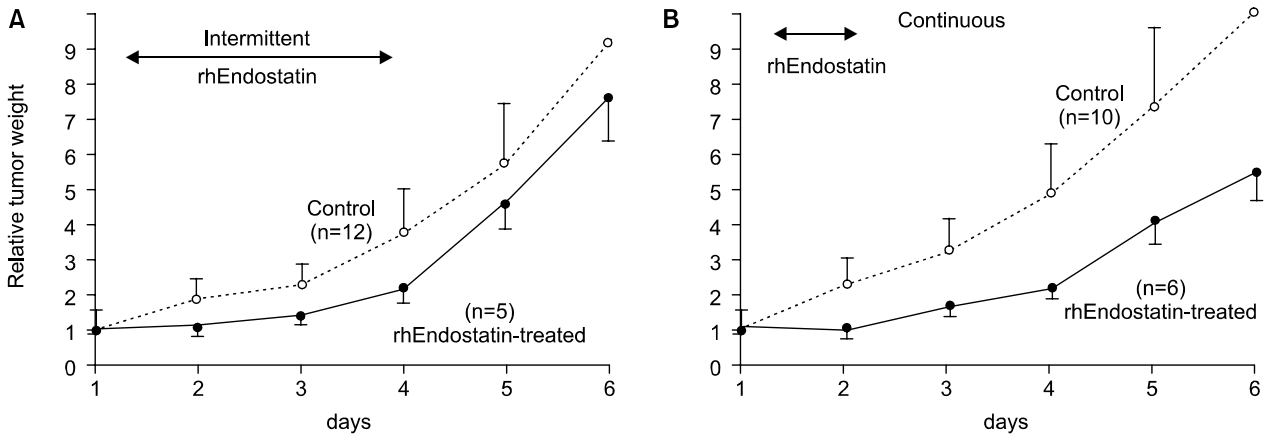 A
Intermittent
rhEndostatin
Control
(n=12)
(n=5)
rhEndostatin-treated
Relative tumor weight
9
8
7
6
5
4
3
2
1
0
1 2 3 4 5 6
days
B
Continuous
rhEndostatin
Control
(n=10)
(n=6)
rhEndostatin-treated
9
8
7
6
5
4
3
2
1
0
1 2 3 4 5 6
days